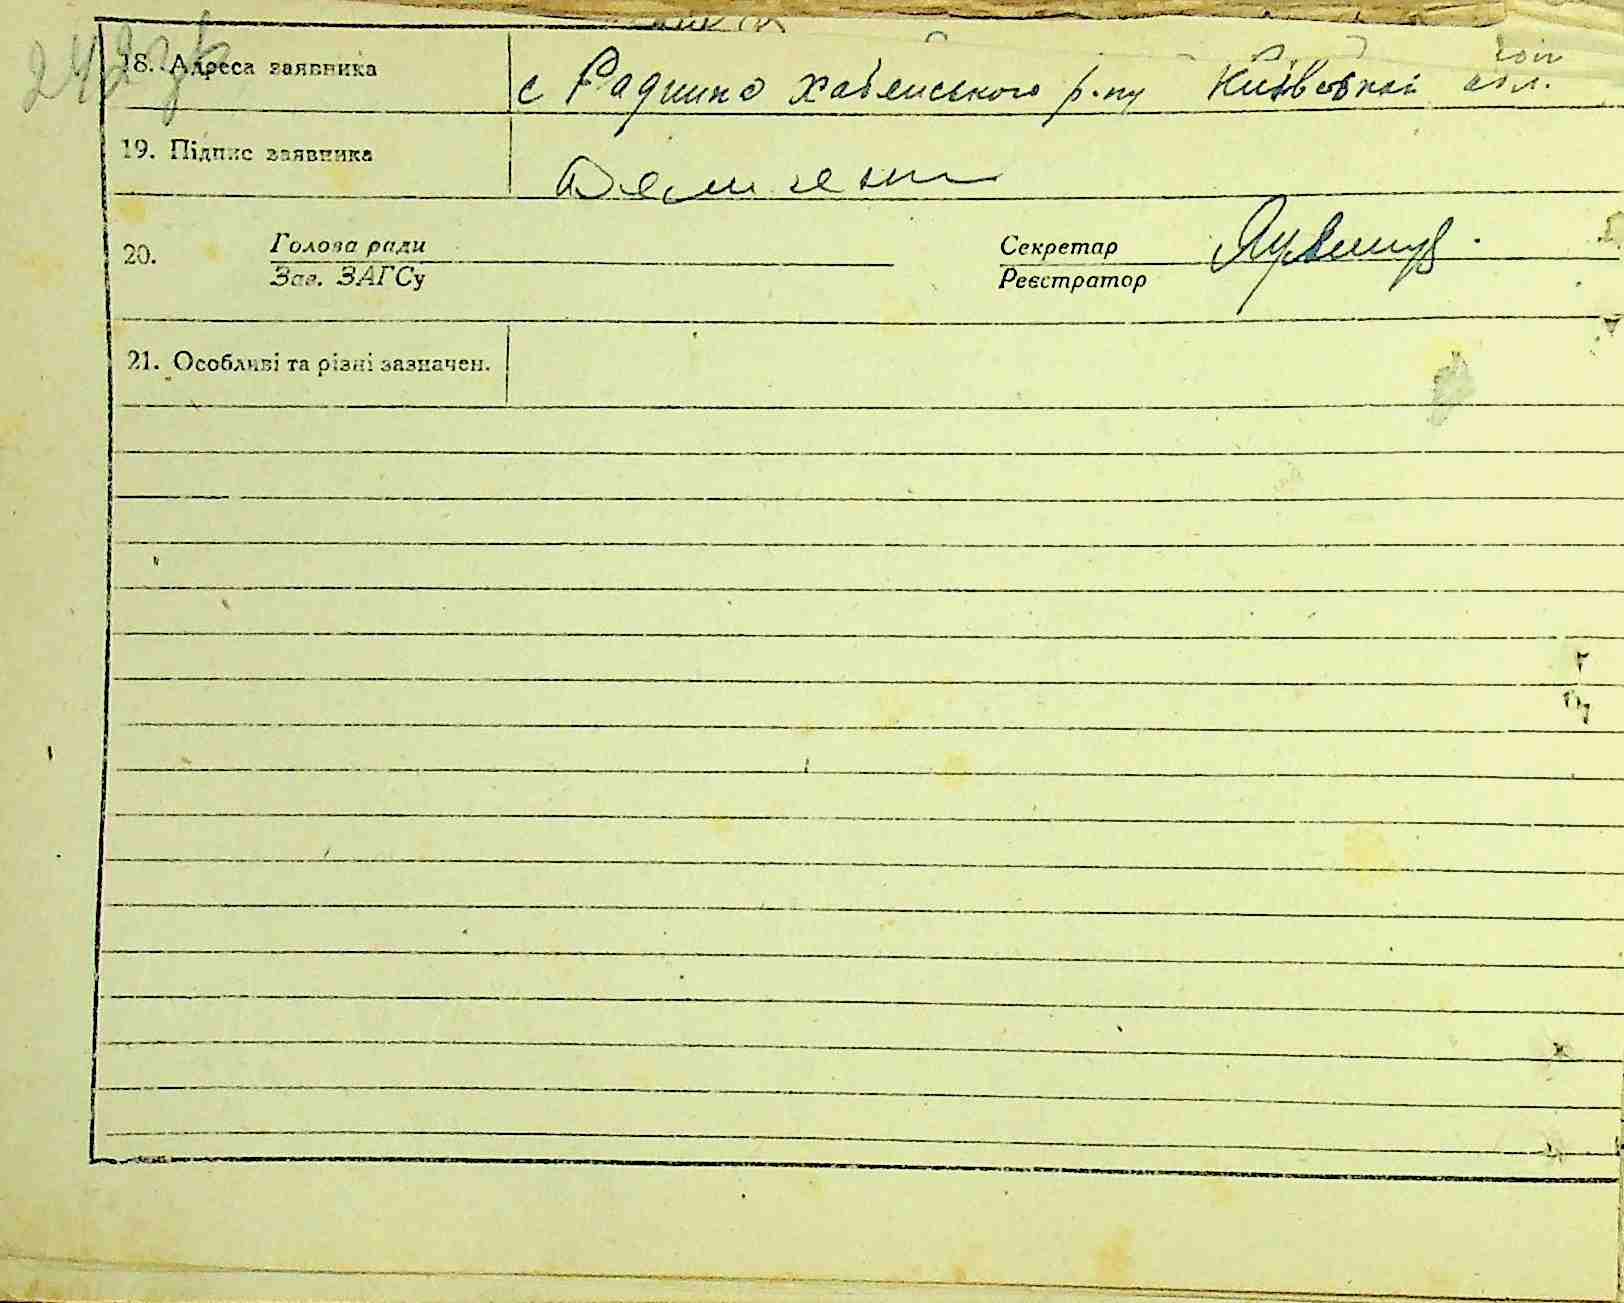 18. Адреса заявника с Радчино Хабенського р-ну Київської обл.
19. Підпис заявника
20. Голова ради Секретар
Зав. ЗАГСу Реєстратор
21. Особливі та різні зазначен.